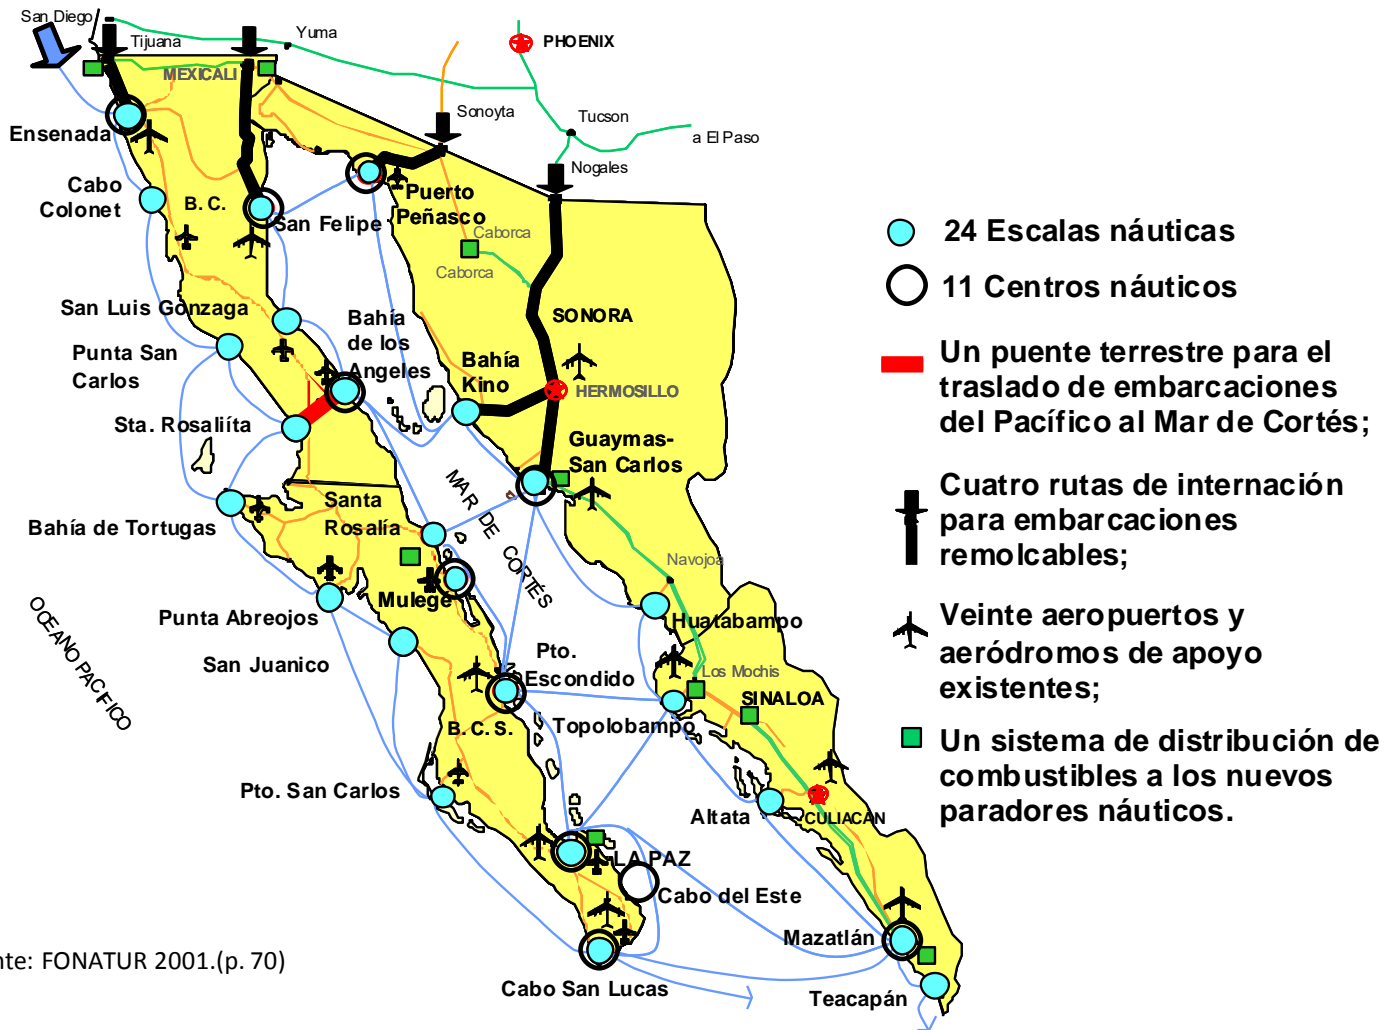 San Diego
Tijuana
Yuma
PHOENIX
MEXICALI
Sonoyta
Tucson
a El Paso
Ensenada
Nogales
Cabo
Colonet
B. C.
San Felipe
Puerto
Peñasco
Caborca
Caborca
San Luis Gonzaga
Bahía
de los
Angeles
SONORA
Punta San
Carlos
Bahía
Kino
HERMOSILLO
Sta. Rosaliíta
Guaymas-
San Carlos
MAR DE CORTÉS
Santa
Rosalía
Bahía de Tortugas
Navojoa
OCEANO PACIFICO
Mulege
Punta Abreojos
Huatabampo
San Juanico
Pto.
Escondido
Los Mochis
SINALOA
Topolobampo
B. C. S.
Pto. San Carlos
Altata
CULIACÁN
LA PAZ
Cabo del Este
Mazatlán
Cabo San Lucas
Teacapán
24 Escalas náuticas
11 Centros náuticos
Un puente terrestre para el
traslado de embarcaciones
del Pacífico al Mar de Cortés;
Cuatro rutas de internación
para embarcaciones
remolcables;
Veinte aeropuertos y
aeródromos de apoyo
existentes;
Un sistema de distribución de
combustibles a los nuevos
paradores náuticos.
nte: FONATUR 2001.(p. 70)